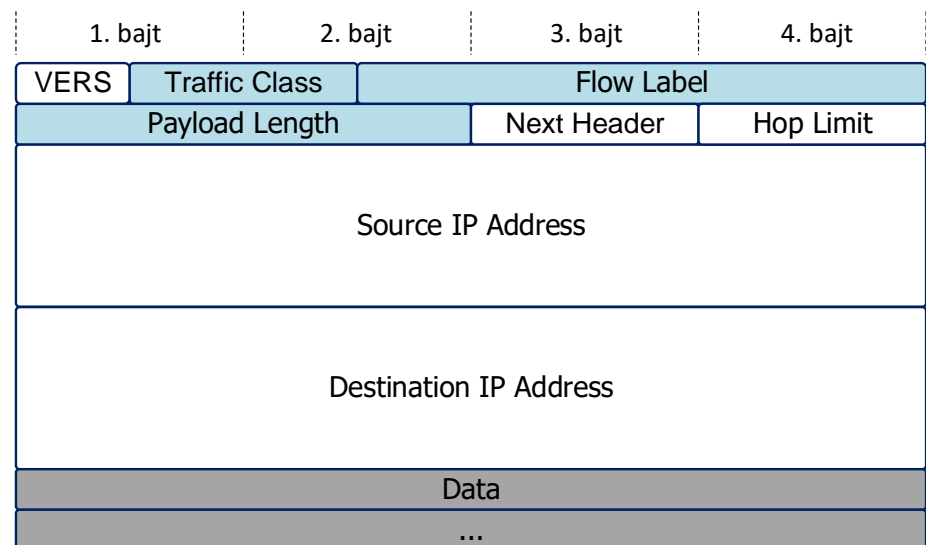 1. bajt 2. bajt 3. bajt 4. bajt
VERS Traffic Class Flow Label
Payload Length Next Header Hop Limit
Source IP Address
Destination IP Address
Data
...